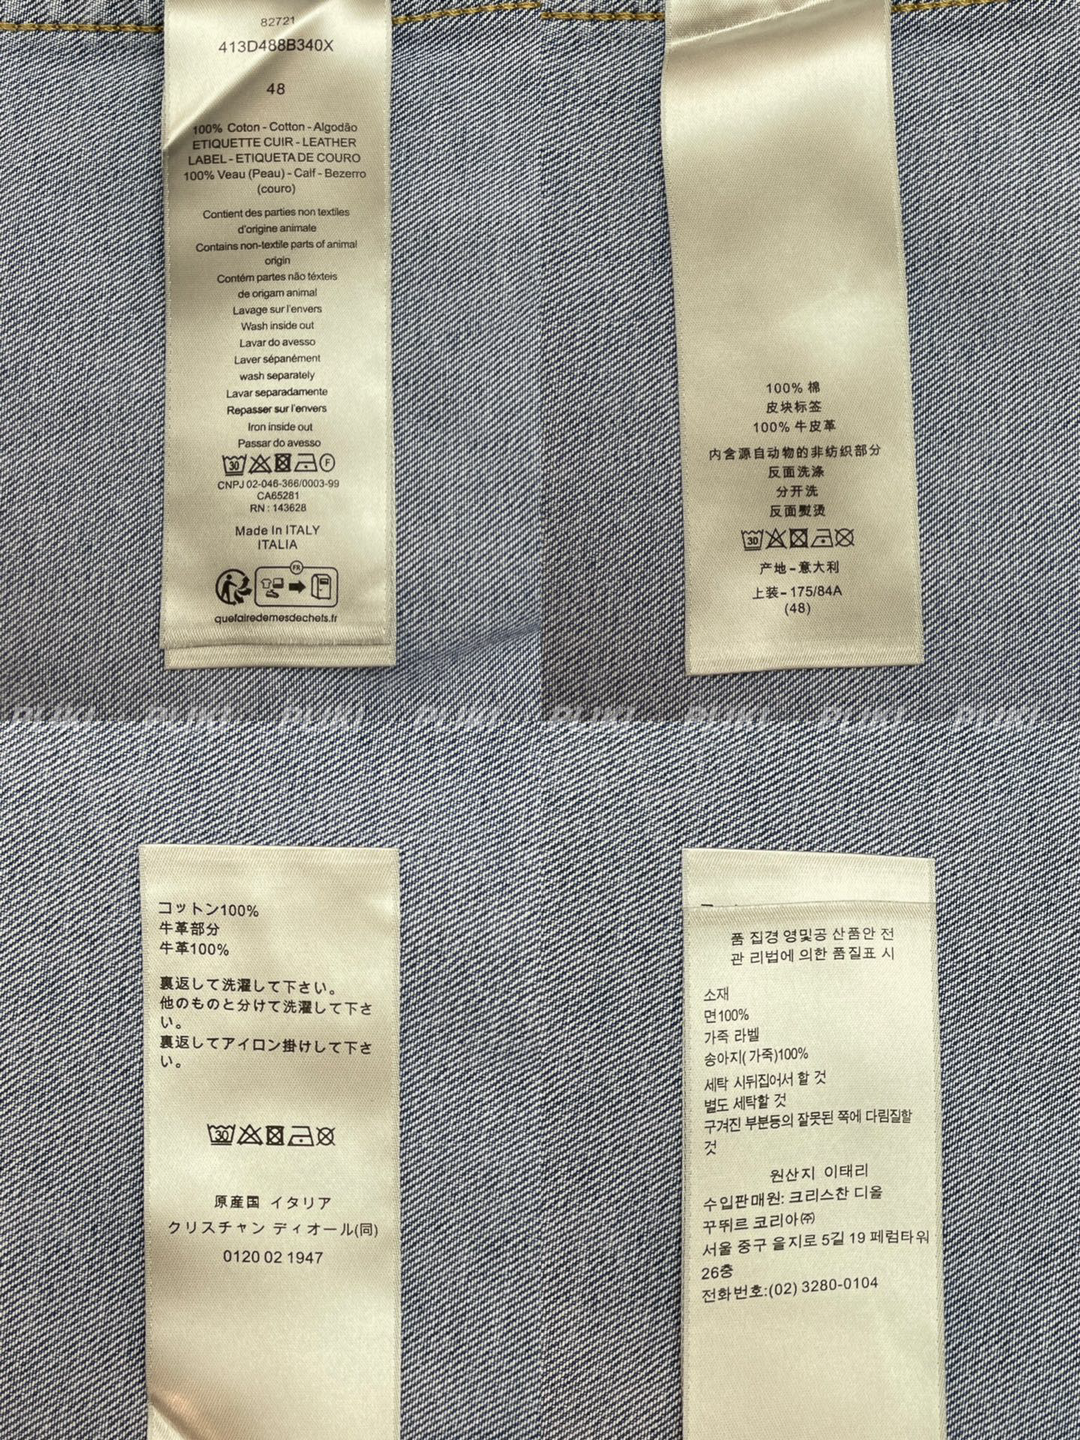 82721
413D488B340X
48
100% Coton - Cotton - Algodão
ETIQUETTE CUIR - LEATHER
LABEL - ETIQUETA DE COURO
100% Veau (Peau) - Calf - Bezerro
(couro)
Contient des parties non textiles
d'origine animale
Contains non-textile parts of animal
origin
Contém partes não têxteis
de origam animal
Lavage sur l'envers
Wash inside out
Lavar do avesso
Laver sépanément
wash separately
Lavar separadamente
Repasser sur l'envers
Iron inside out
Passar do avesso
30 F
CNPJ 02-046-366/0003-99
CA65281
RN : 143628
Made In ITALY
ITALIA
FR
quefairedemesdechets.fr
100% 棉
皮块标签
100% 牛皮革
内含源自动物的非纺织部分
反面洗涤
分开洗
反面熨烫
30
产地-意大利
上装-175/84A
(48)
PLIKI PLIKI PLIKI PLIKI PLIKI PLIKI PLIKI PLIKI
コットン100%
牛革部分
牛革100%
裏返して洗濯して下さい。
他のものと分けて洗濯して下さ
い。
裏返してアイロン掛けして下さ
い。
30
原産国 イタリア
クリスチャン ディオール(同)
0120 02 1947
품 집경 영및공 산품안 전
관 리법에 의한 품질표 시
소재
면100%
가죽 라벨
송아지(가죽)100%
세탁 시뒤집어서 할 것
별도 세탁할 것
구겨진 부분등의 잘못된 쪽에 다림질할
것
원산지 이태리
수입판매원: 크리스찬 디올
꾸뛰르 코리아㈜
서울 중구 을지로 5길 19 페럼타워
26층
전화번호:(02) 3280-0104